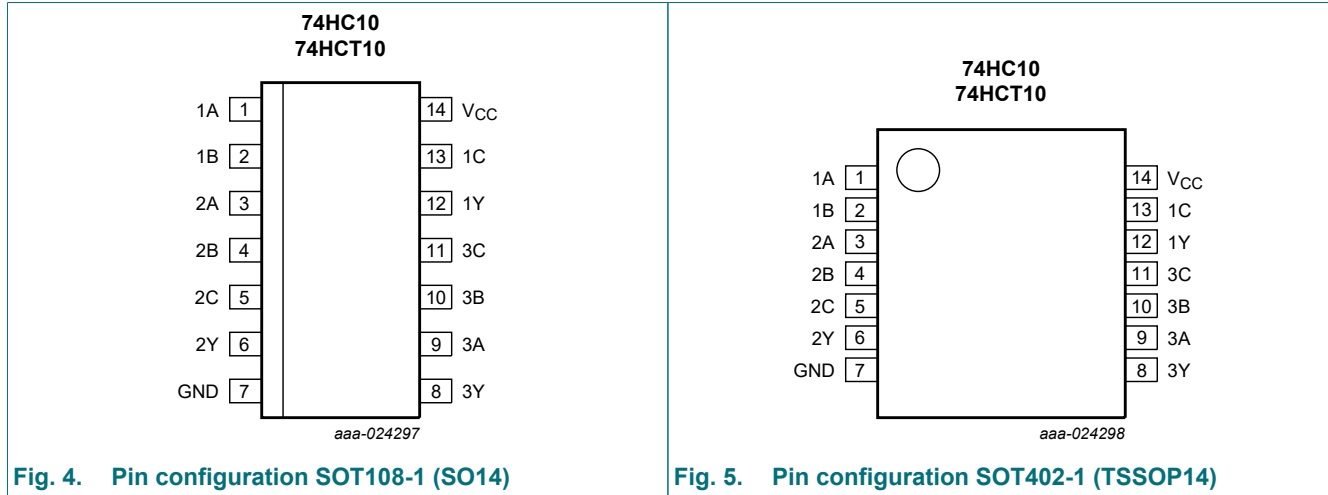 74HC10
74HCT10
1A 1 14 VCC
1B 2 13 1C
2A 3 12 1Y
2B 4 11 3C
2C 5 10 3B
2Y 6 9 3A
GND 7 8 3Y
aaa-024297
Fig. 4. Pin configuration SOT108-1 (SO14)
74HC10
74HCT10
1A 1 14 VCC
1B 2 13 1C
2A 3 12 1Y
2B 4 11 3C
2C 5 10 3B
2Y 6 9 3A
GND 7 8 3Y
aaa-024298
Fig. 5. Pin configuration SOT402-1 (TSSOP14)